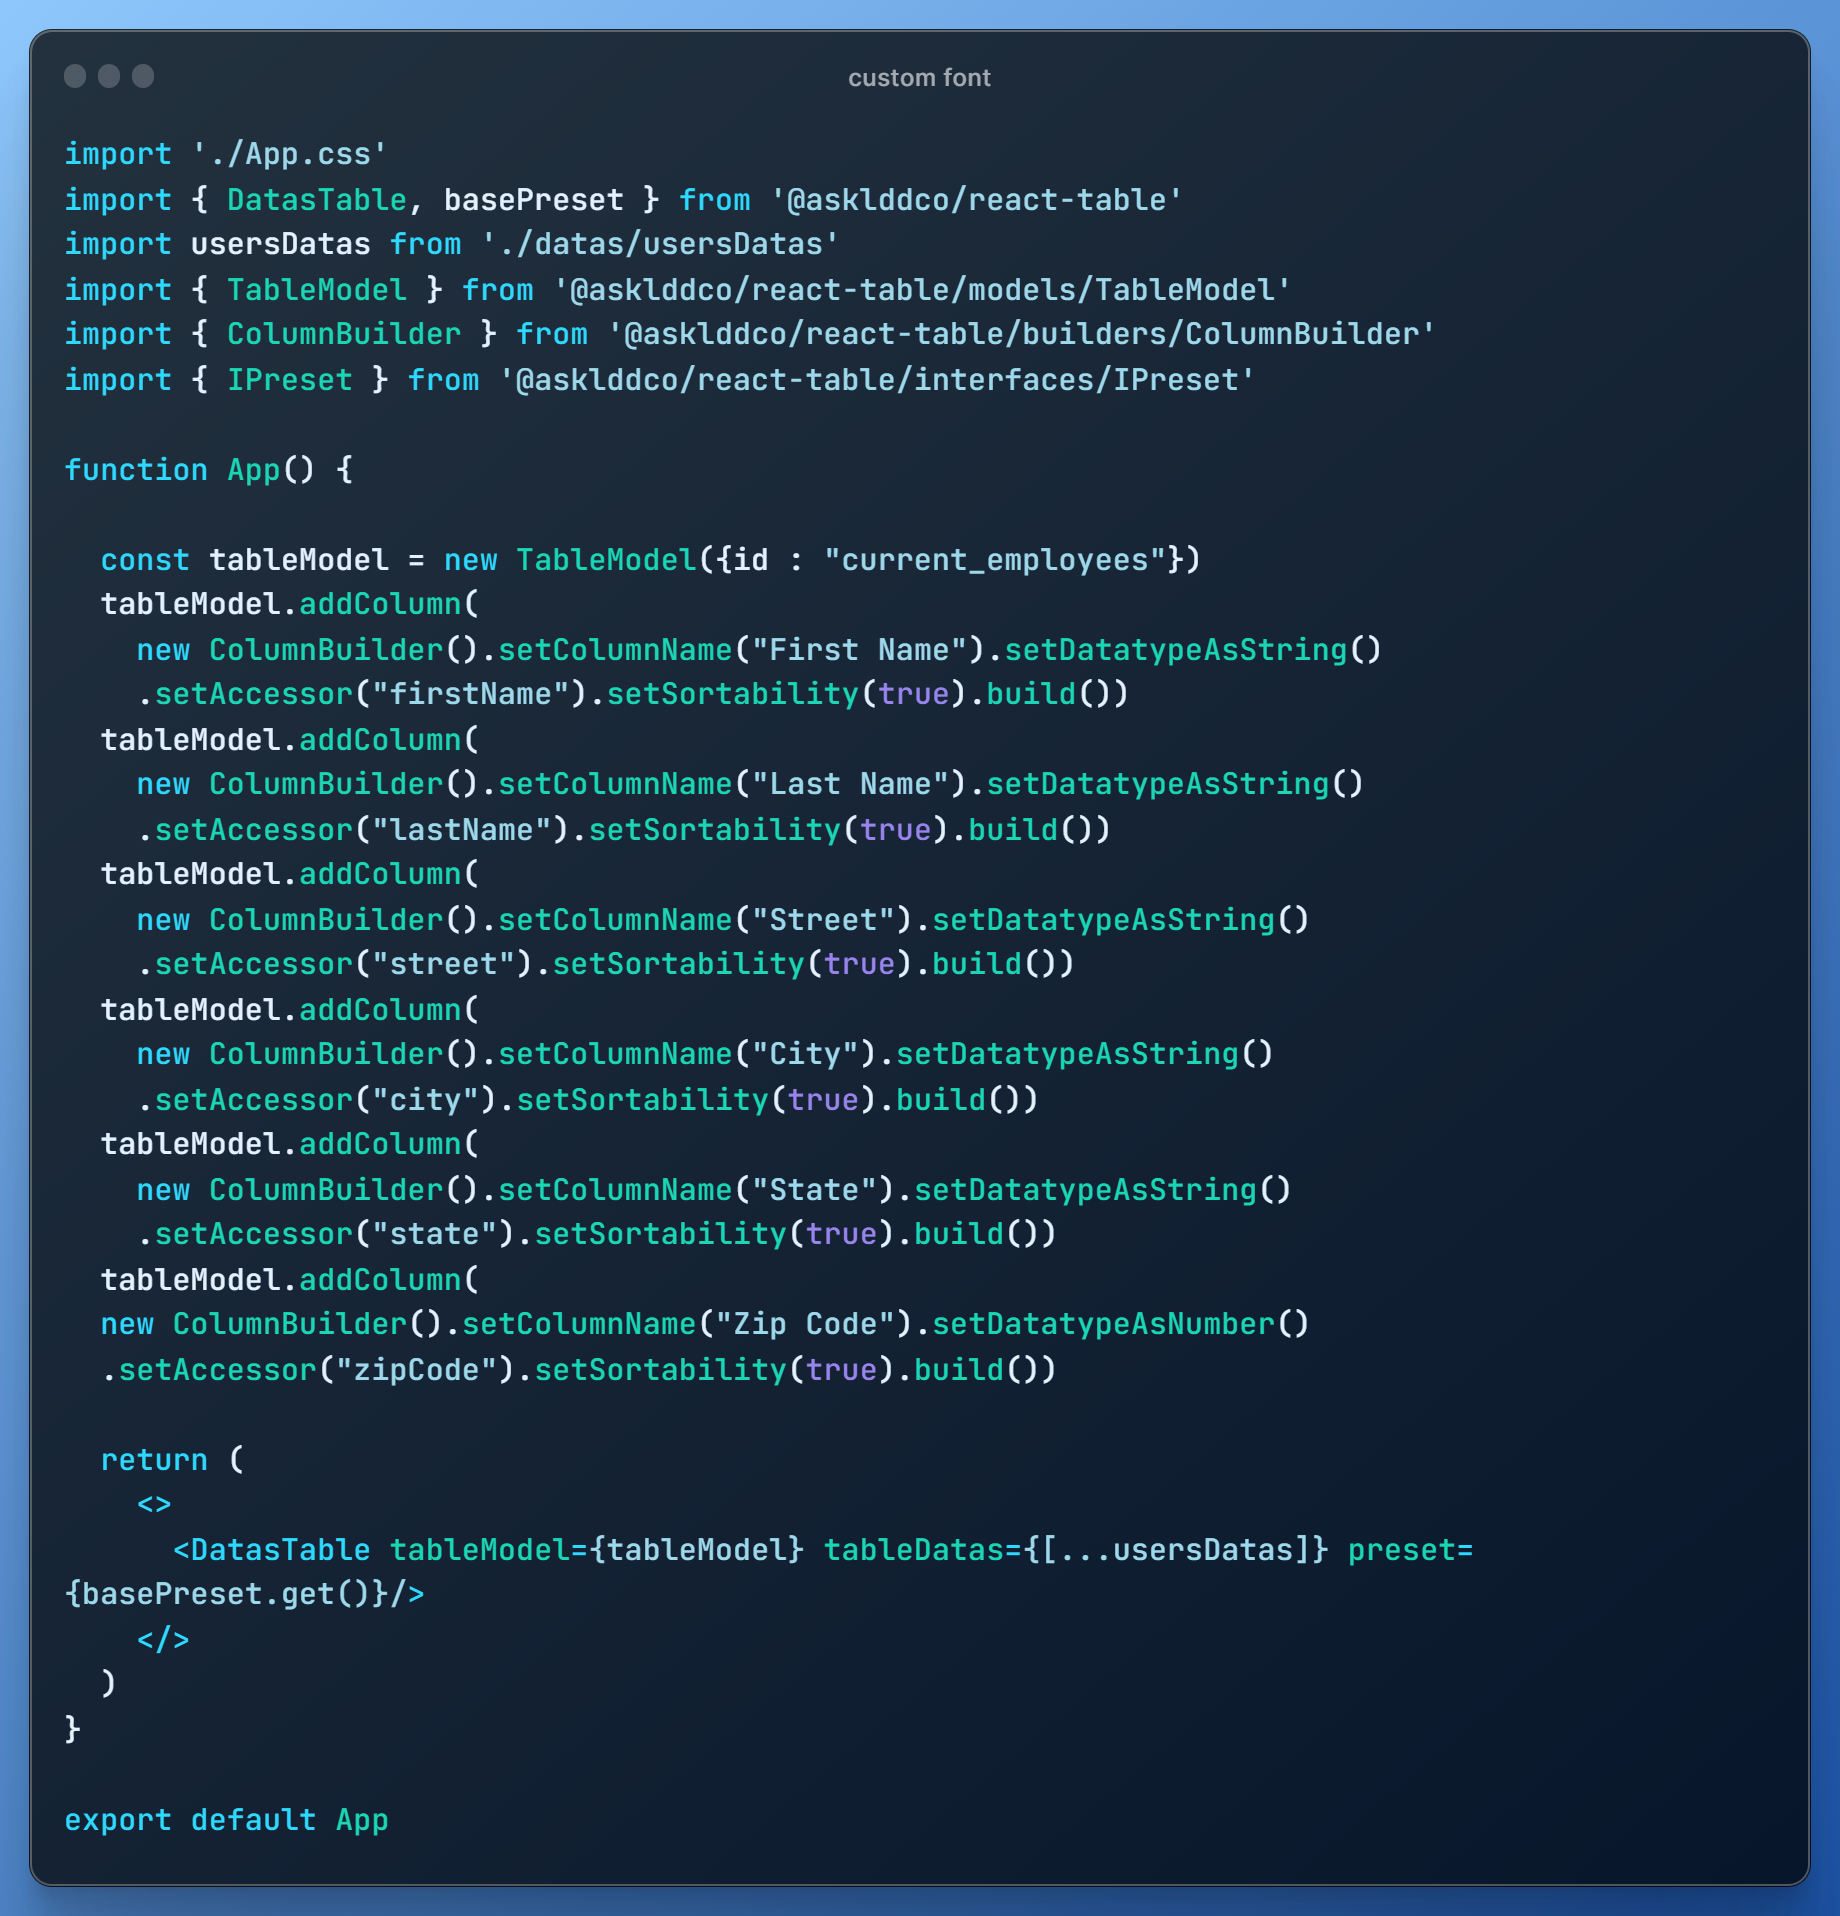 custom font
import './App.css'
import { DatasTable, basePreset } from '@asklddco/react-table'
import usersDatas from './datas/usersDatas'
import { TableModel } from '@asklddco/react-table/models/TableModel'
import { ColumnBuilder } from '@asklddco/react-table/builders/ColumnBuilder'
import { IPreset } from '@asklddco/react-table/interfaces/IPreset'

function App() {

  const tableModel = new TableModel({id : "current_employees"})
  tableModel.addColumn(
    new ColumnBuilder().setColumnName("First Name").setDatatypeAsString()
    .setAccessor("firstName").setSortability(true).build())
  tableModel.addColumn(
    new ColumnBuilder().setColumnName("Last Name").setDatatypeAsString()
    .setAccessor("lastName").setSortability(true).build())
  tableModel.addColumn(
    new ColumnBuilder().setColumnName("Street").setDatatypeAsString()
    .setAccessor("street").setSortability(true).build())
  tableModel.addColumn(
    new ColumnBuilder().setColumnName("City").setDatatypeAsString()
    .setAccessor("city").setSortability(true).build())
  tableModel.addColumn(
    new ColumnBuilder().setColumnName("State").setDatatypeAsString()
    .setAccessor("state").setSortability(true).build())
  tableModel.addColumn(
  new ColumnBuilder().setColumnName("Zip Code").setDatatypeAsNumber()
  .setAccessor("zipCode").setSortability(true).build())

  return (
    <>
      <DatasTable tableModel={tableModel} tableDatas={[...usersDatas]} preset=
{basePreset.get()}/>
    </>
  )
}

export default App